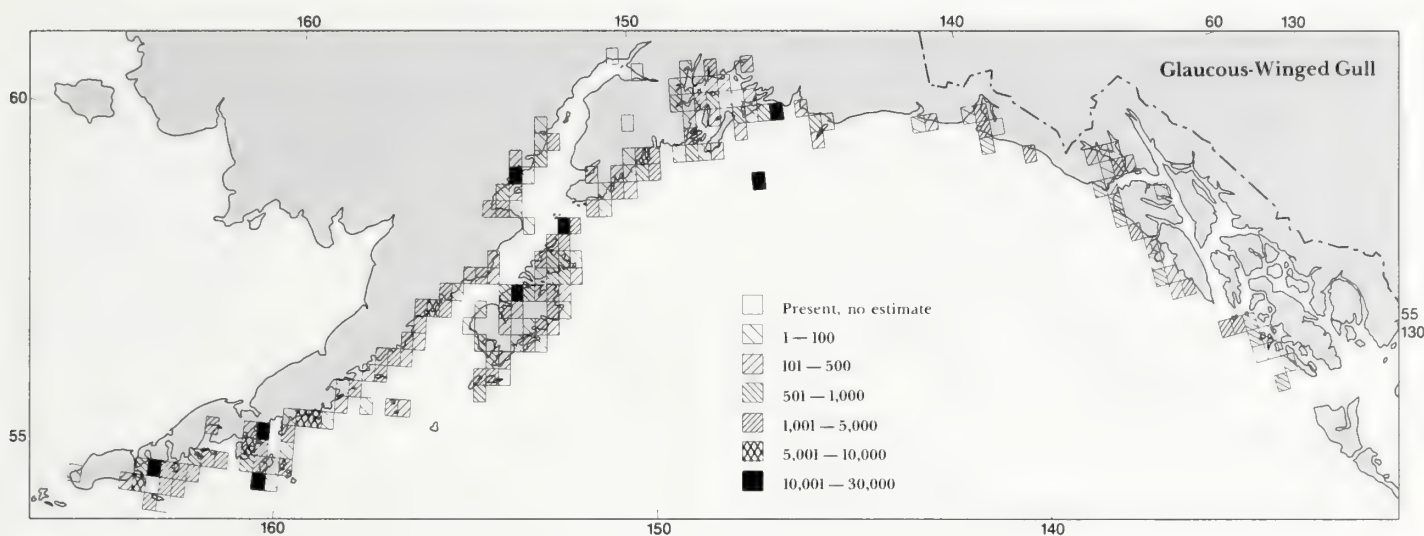 160 150 140 60 130
Glaucous-Winged Gull
60
Present, no estimate
1 — 100
101 — 500
501 — 1,000
1,001 — 5,000
5,001 — 10,000
10,001 — 30,000
55
130
55
160 150 140